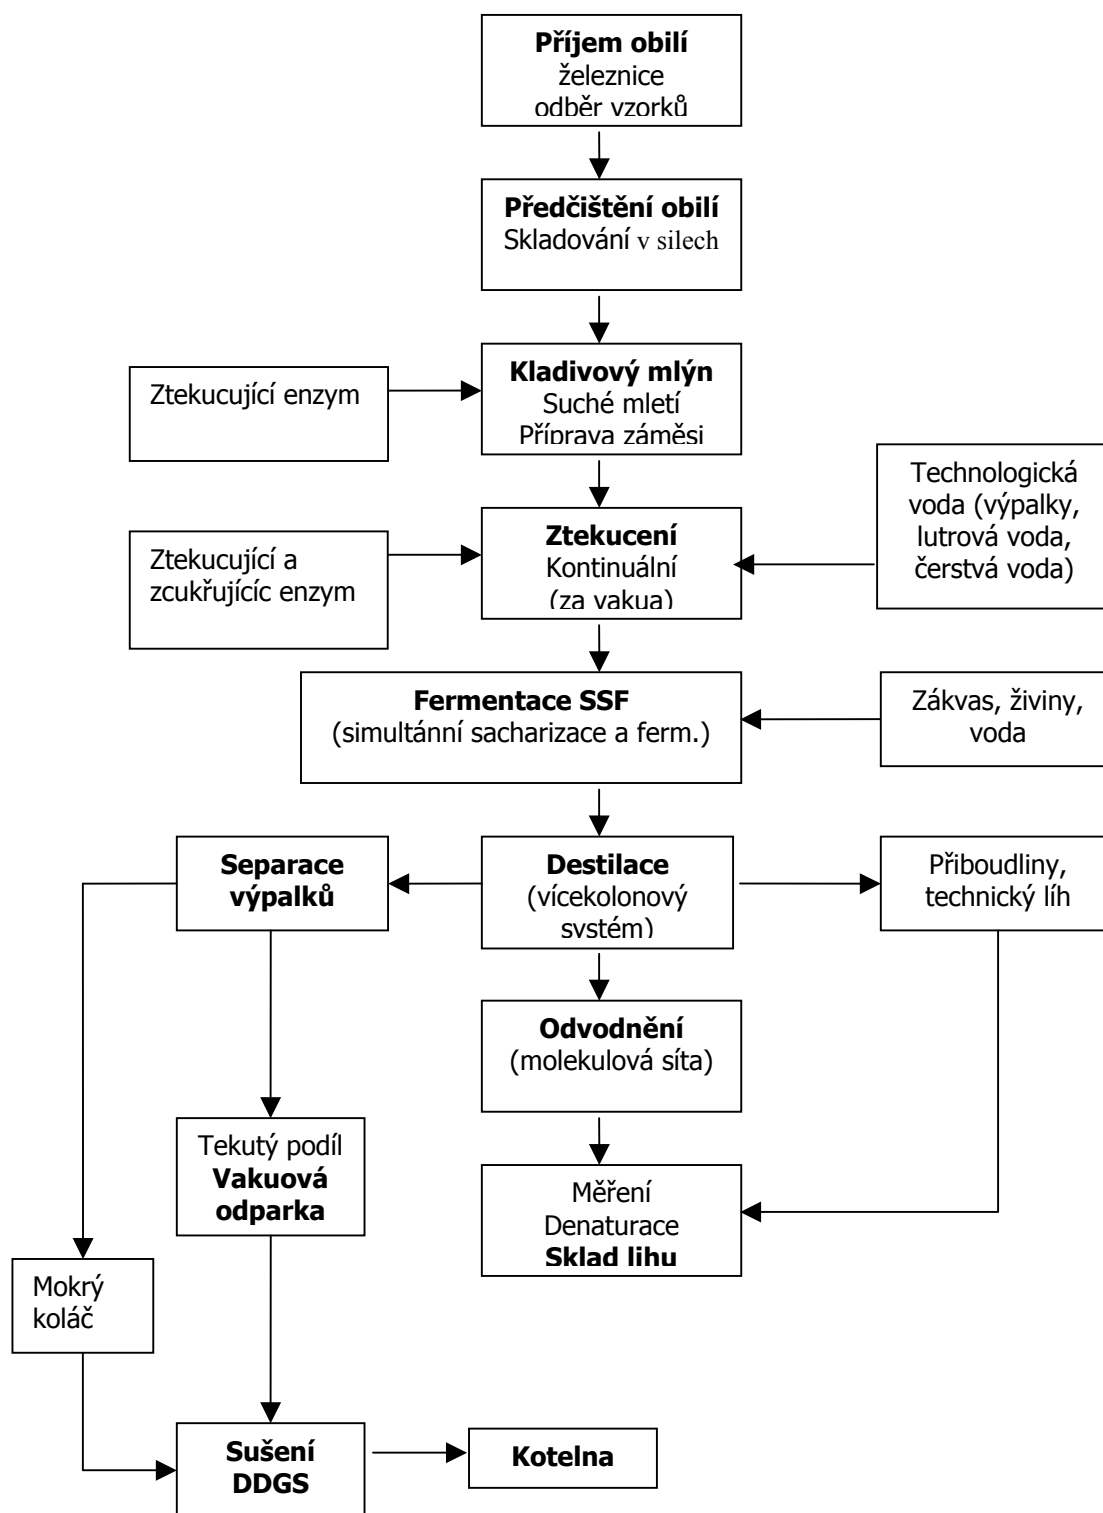 Příjem obilí
železnice
odběr vzorků
Předčištění obilí
Skladování v silech
Ztekucující enzym
Kladivový mlýn
Suché mletí
Příprava záměsi
Technologická
voda (výpalky,
lutrová voda,
čerstvá voda)
Ztekucující a
zcukřujícíc enzym
Ztekucení
Kontinuální
(za vakua)
Fermentace SSF
(simultánní sacharizace a ferm.)
Zákvas, živiny,
voda
Separace
výpalků
Destilace
(vícekolonový
systém)
Přiboudliny,
technický líh
Odvodnění
(molekulová síta)
Tekutý podíl
Vakuová
odparka
Měření
Denaturace
Sklad lihu
Mokrý
koláč
Sušení
DDGS
Kotelna